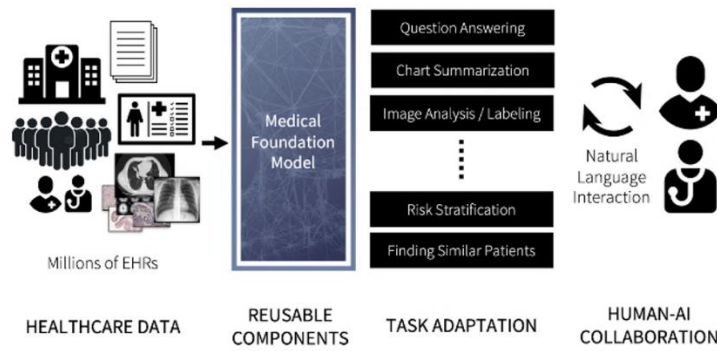 Millions of EHRs
HEALTHCARE DATA
Medical
Foundation
Model
REUSABLE
COMPONENTS
Question Answering
Chart Summarization
Image Analysis / Labeling
Risk Stratification
Finding Similar Patients
TASK ADAPTATION
Natural
Language
Interaction
HUMAN-AI
COLLABORATION